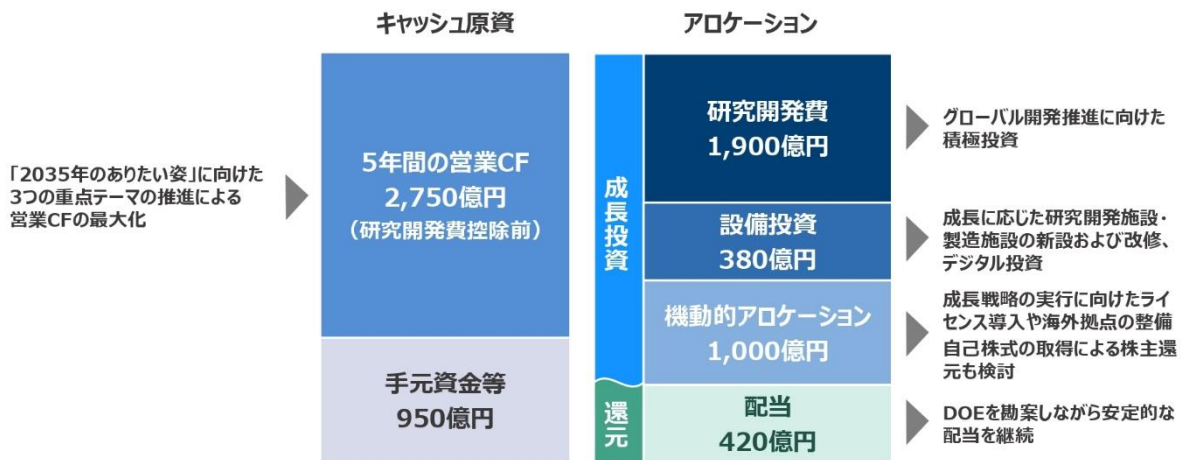 キャッシュ原資
アロケーション
「2035年のありたい姿」に向けた
3つの重点テーマの推進による
営業CFの最大化
5年間の営業CF
2,750億円
（研究開発費控除前）
手元資金等
950億円
成長投資
還元
研究開発費
1,900億円
設備投資
380億円
機動的アロケーション
1,000億円
配当
420億円
グローバル開発推進に向けた
積極投資
成長に応じた研究開発施設・
製造施設の新設および改修、
デジタル投資
成長戦略の実行に向けたライ
センス導入や海外拠点の整備
自己株式の取得による株主還
元も検討
DOEを勘案しながら安定的な
配当を継続